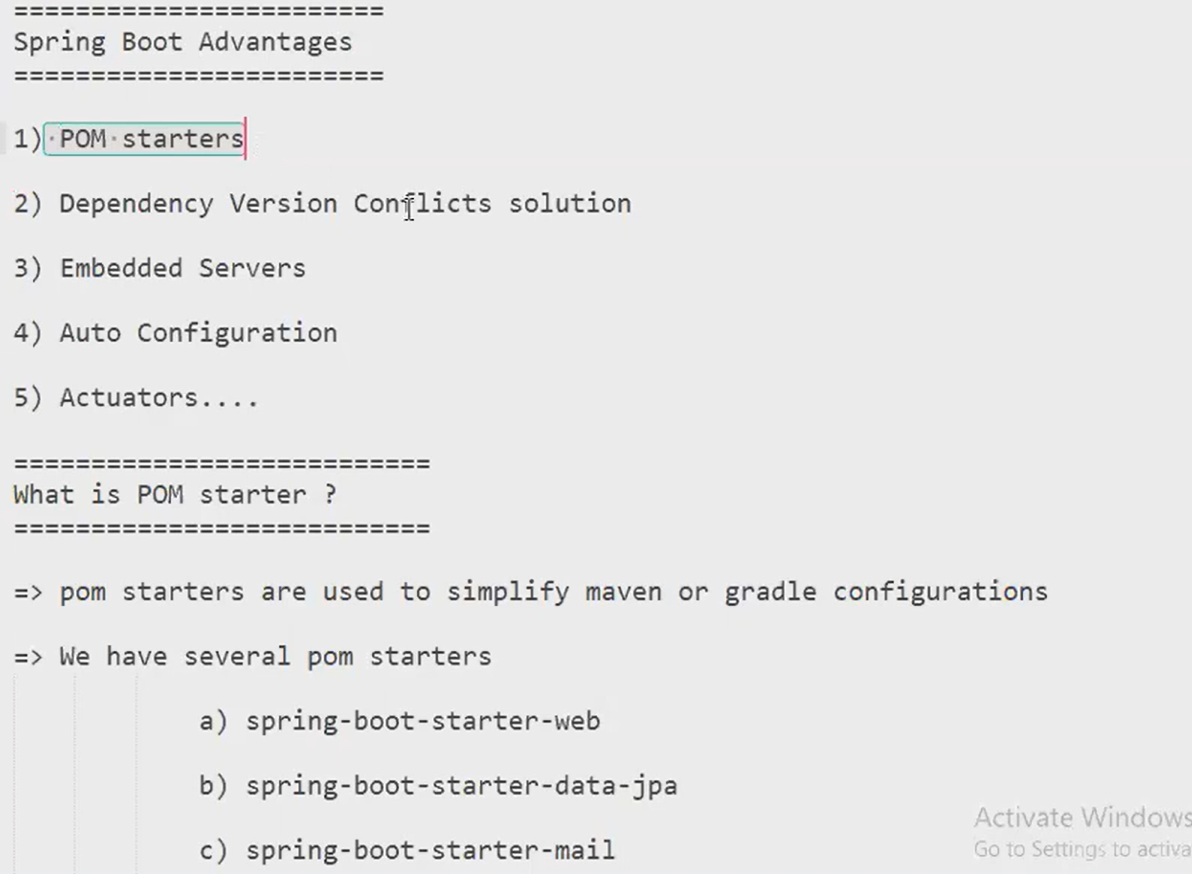 ========================
Spring Boot Advantages
========================
1) POM starters
2) Dependency Version Conflicts solution
3) Embedded Servers
4) Auto Configuration
5) Actuators....
===========================
What is POM starter ?
===========================
=> pom starters are used to simplify maven or gradle configurations
=> We have several pom starters
a) spring-boot-starter-web
b) spring-boot-starter-data-jpa
c) spring-boot-starter-mail
Activate Windows
Go to Settings to activa